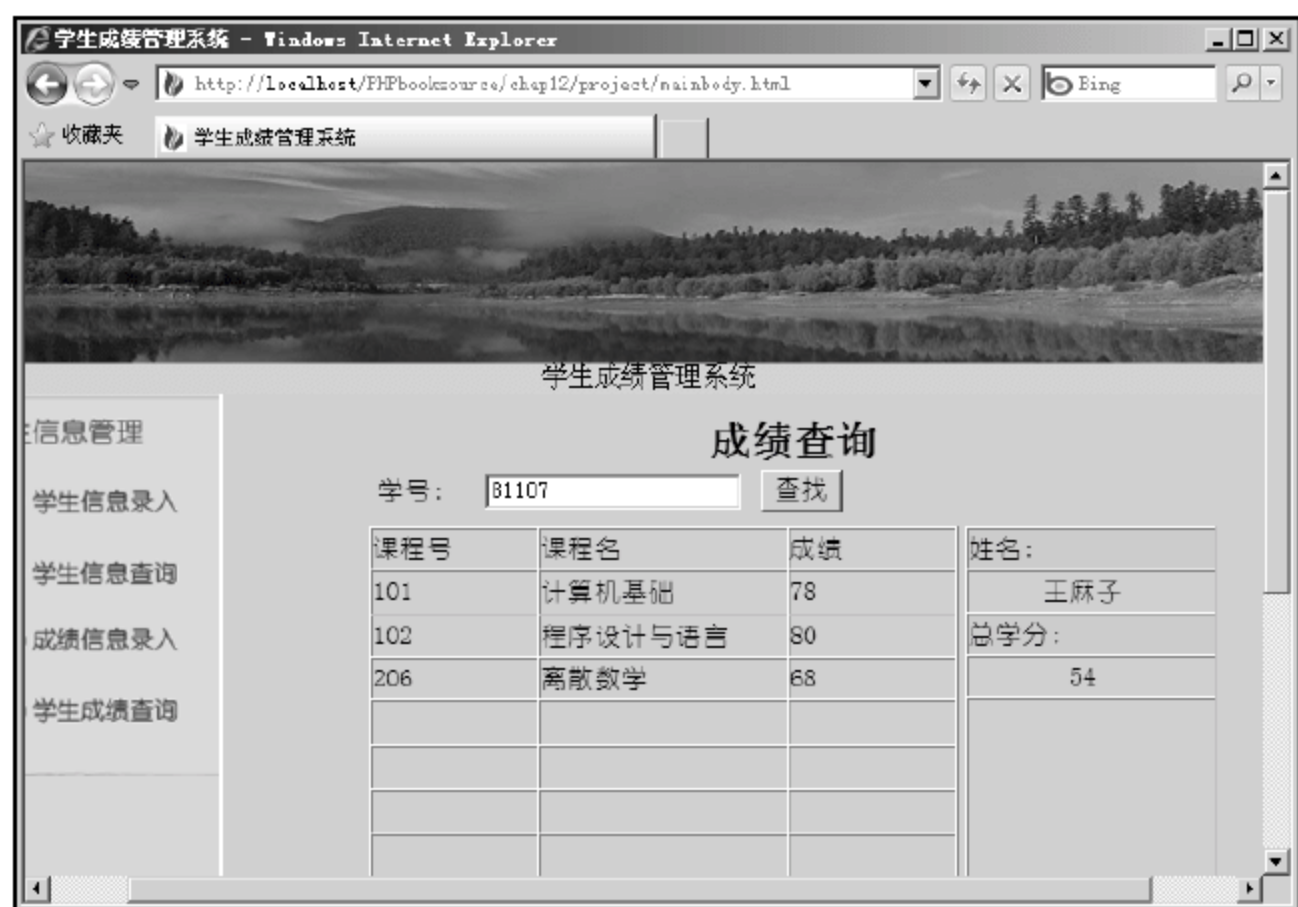 学生成绩管理系统 - Windows Internet Explorer
http://localhost/PHPbooksource/chap12/project/mainbody.html
Bing
收藏夹
学生成绩管理系统
学生成绩管理系统
信息管理
学生信息录入
学生信息查询
成绩信息录入
学生成绩查询
成绩查询
学号: 81107 查找
课程号 课程名 成绩 姓名:
101 计算机基础 78 王麻子
102 程序设计与语言 80 总学分:
206 离散数学 68 54